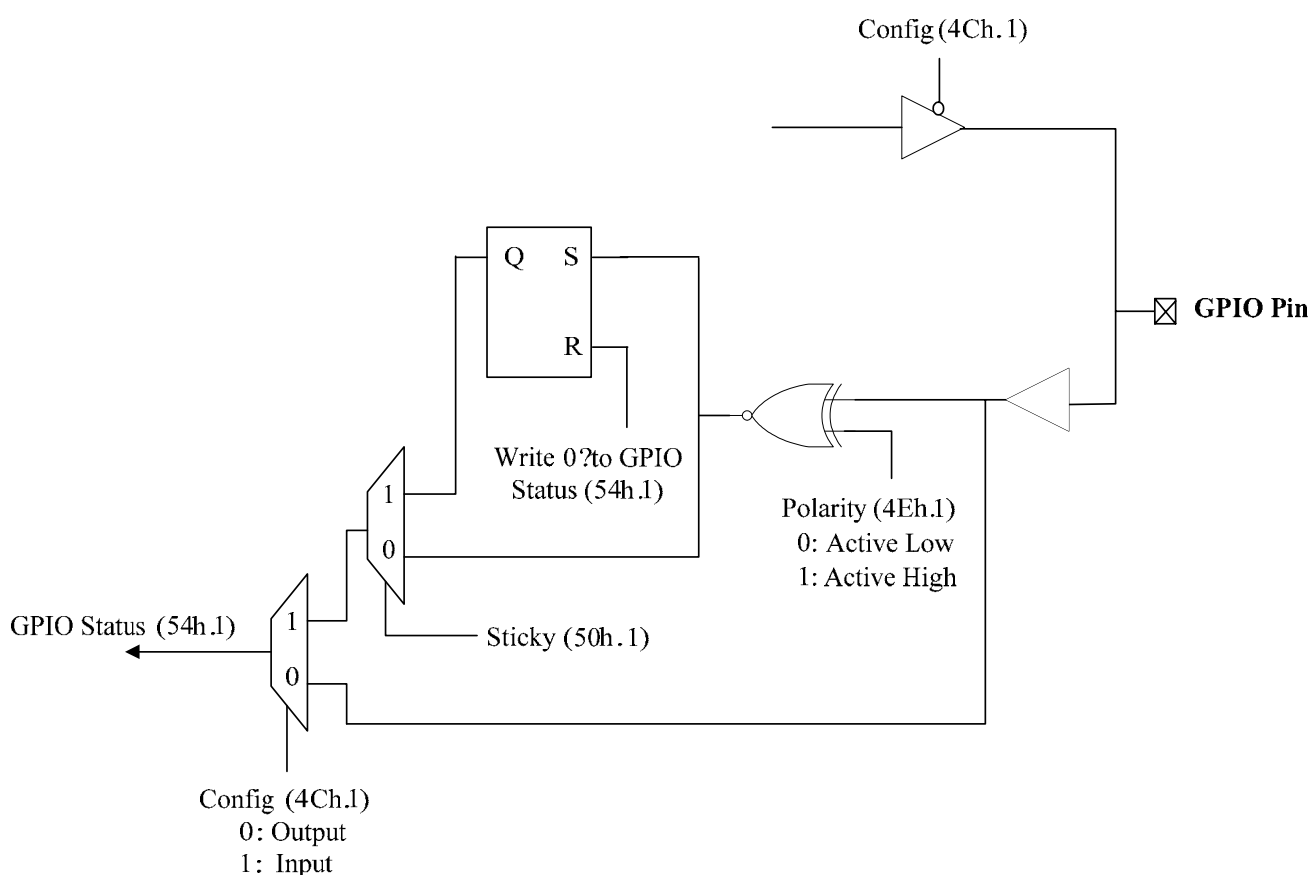 Config (4Ch.1)
Q
S
R
GPIO Pin
Write 0?to GPIO
Status (54h.1)
1
0
Polarity (4Eh.1)
0: Active Low
1: Active High
GPIO Status (54h.1)
1
0
Sticky (50h.1)
Config (4Ch.1)
0: Output
1: Input